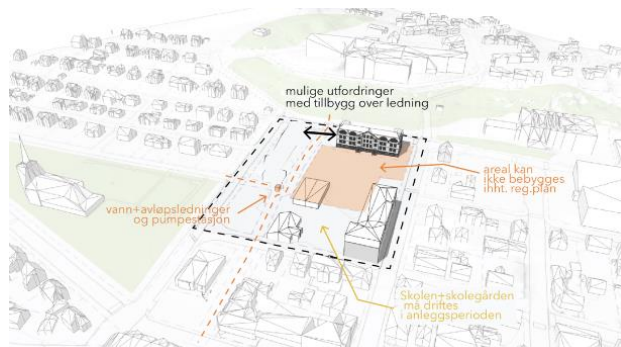 mulige utfordringer
med tillbygg over ledning
areal kan
ikke bebygges
ihht. reg.plan
vann+avløpsledninger
og pumpestasjon
Skolen+skolegården
må driftes
i anleggsperioden